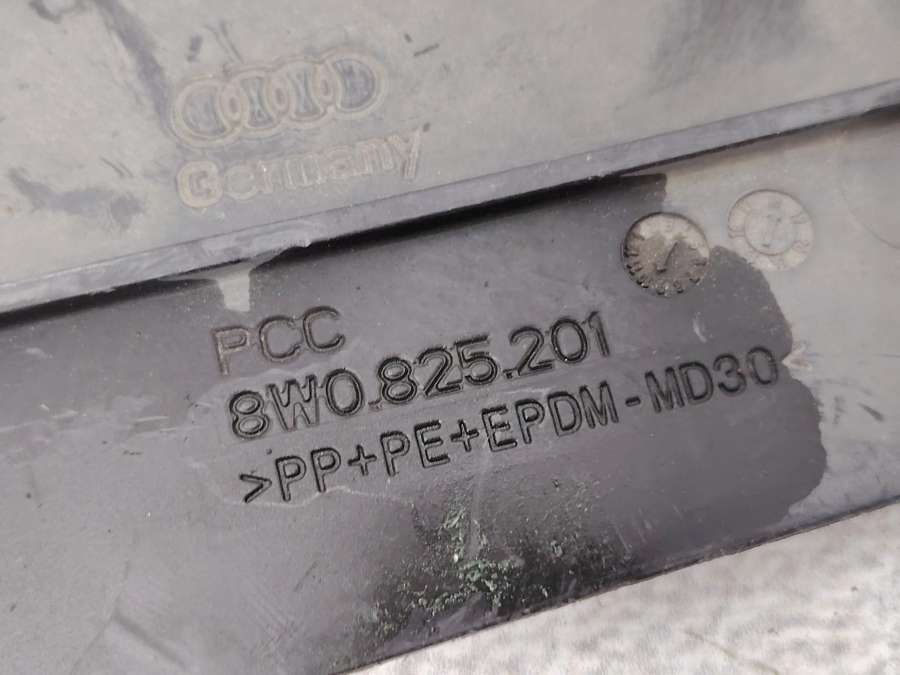 Germany
PCC
8W0.825.201
>PP+PE+EPDM-MD30